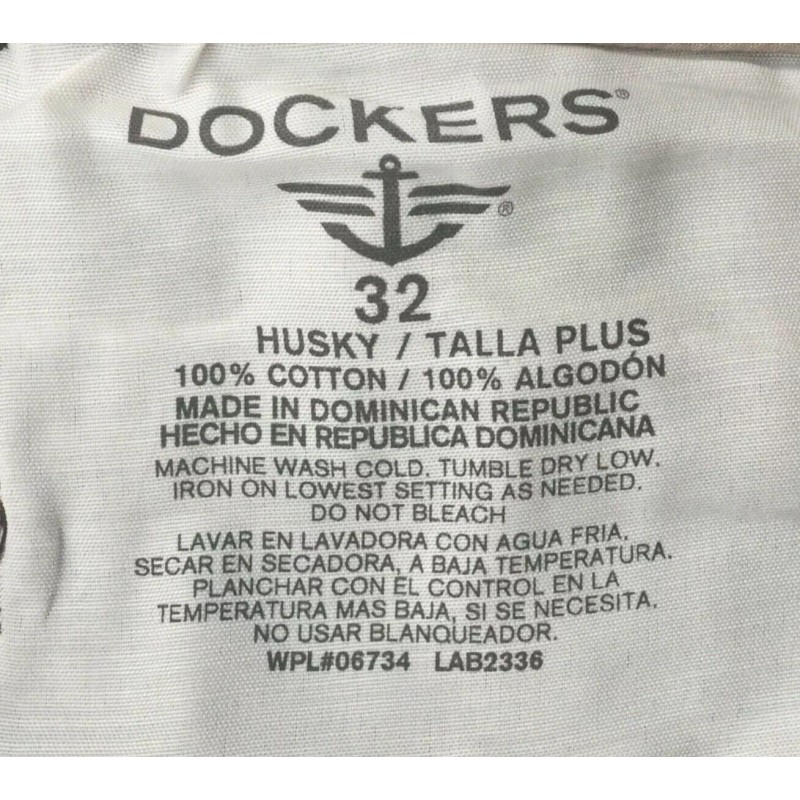 DOCKERS®
®
32
HUSKY / TALLA PLUS
100% COTTON / 100% ALGODÓN
MADE IN DOMINICAN REPUBLIC
HECHO EN REPUBLICA DOMINICANA
MACHINE WASH COLD. TUMBLE DRY LOW.
IRON ON LOWEST SETTING AS NEEDED.
DO NOT BLEACH
LAVAR EN LAVADORA CON AGUA FRIA.
SECAR EN SECADORA, A BAJA TEMPERATURA.
PLANCHAR CON EL CONTROL EN LA
TEMPERATURA MAS BAJA, SI SE NECESITA.
NO USAR BLANQUEADOR.
WPL#06734 LAB2336